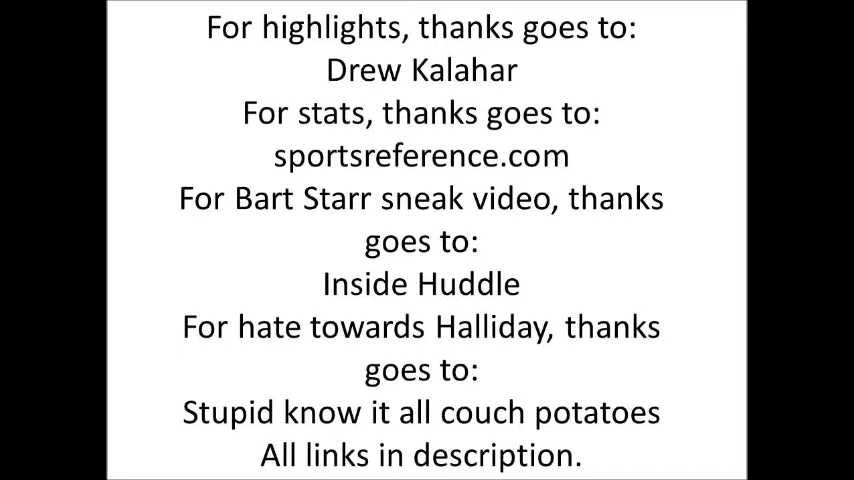 For highlights, thanks goes to:
Drew Kalahar
For stats, thanks goes to:
sportsreference.com
For Bart Starr sneak video, thanks
goes to:
Inside Huddle
For hate towards Halliday, thanks
goes to:
Stupid know it all couch potatoes
All links in description.